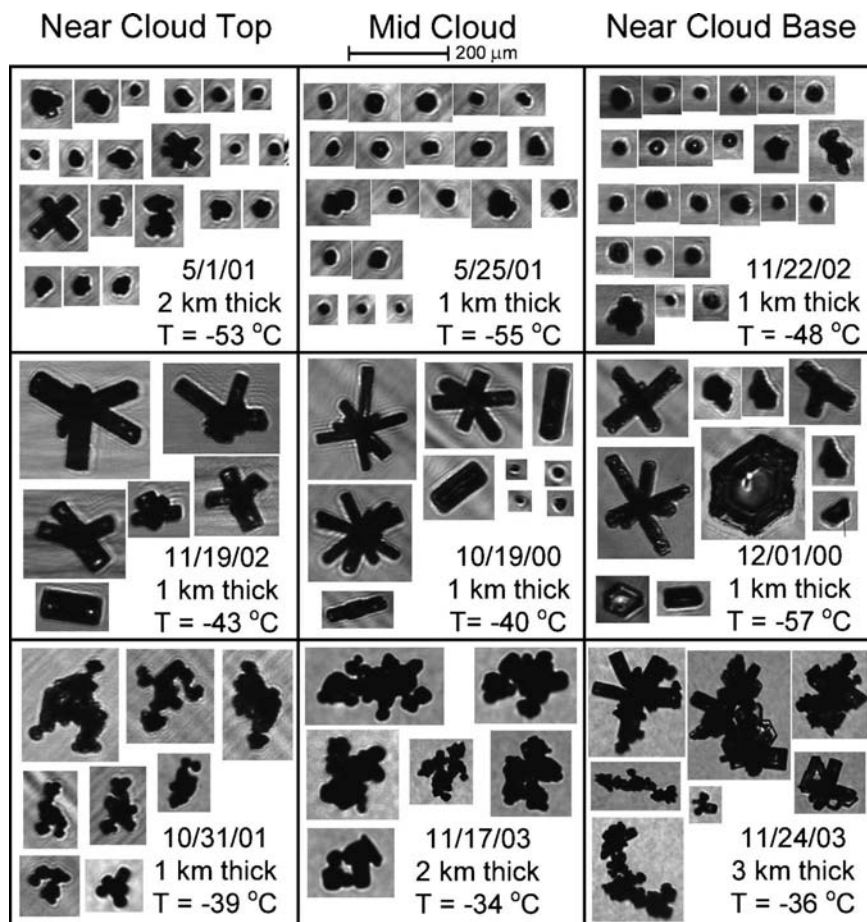 Near Cloud Top
Mid Cloud
Near Cloud Base
200 µm
5/1/01
2 km thick
T = -53 °C
5/25/01
1 km thick
T = -55 °C
11/22/02
1 km thick
T = -48 °C
11/19/02
1 km thick
T = -43 °C
10/19/00
1 km thick
T= -40 °C
12/01/00
1 km thick
T = -57 °C
10/31/01
1 km thick
T = -39 °C
11/17/03
2 km thick
T = -34 °C
11/24/03
3 km thick
T = -36 °C